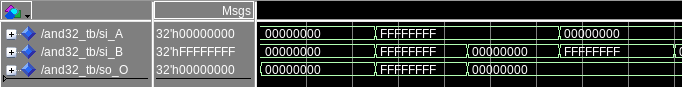 Msgs
/and32_tb/si_A 32'h00000000 00000000 FFFFFFFF 00000000
/and32_tb/si_B 32'hFFFFFFFF 00000000 FFFFFFFF 00000000 FFFFFFFF
/and32_tb/so_O 32'h00000000 00000000 FFFFFFFF 00000000